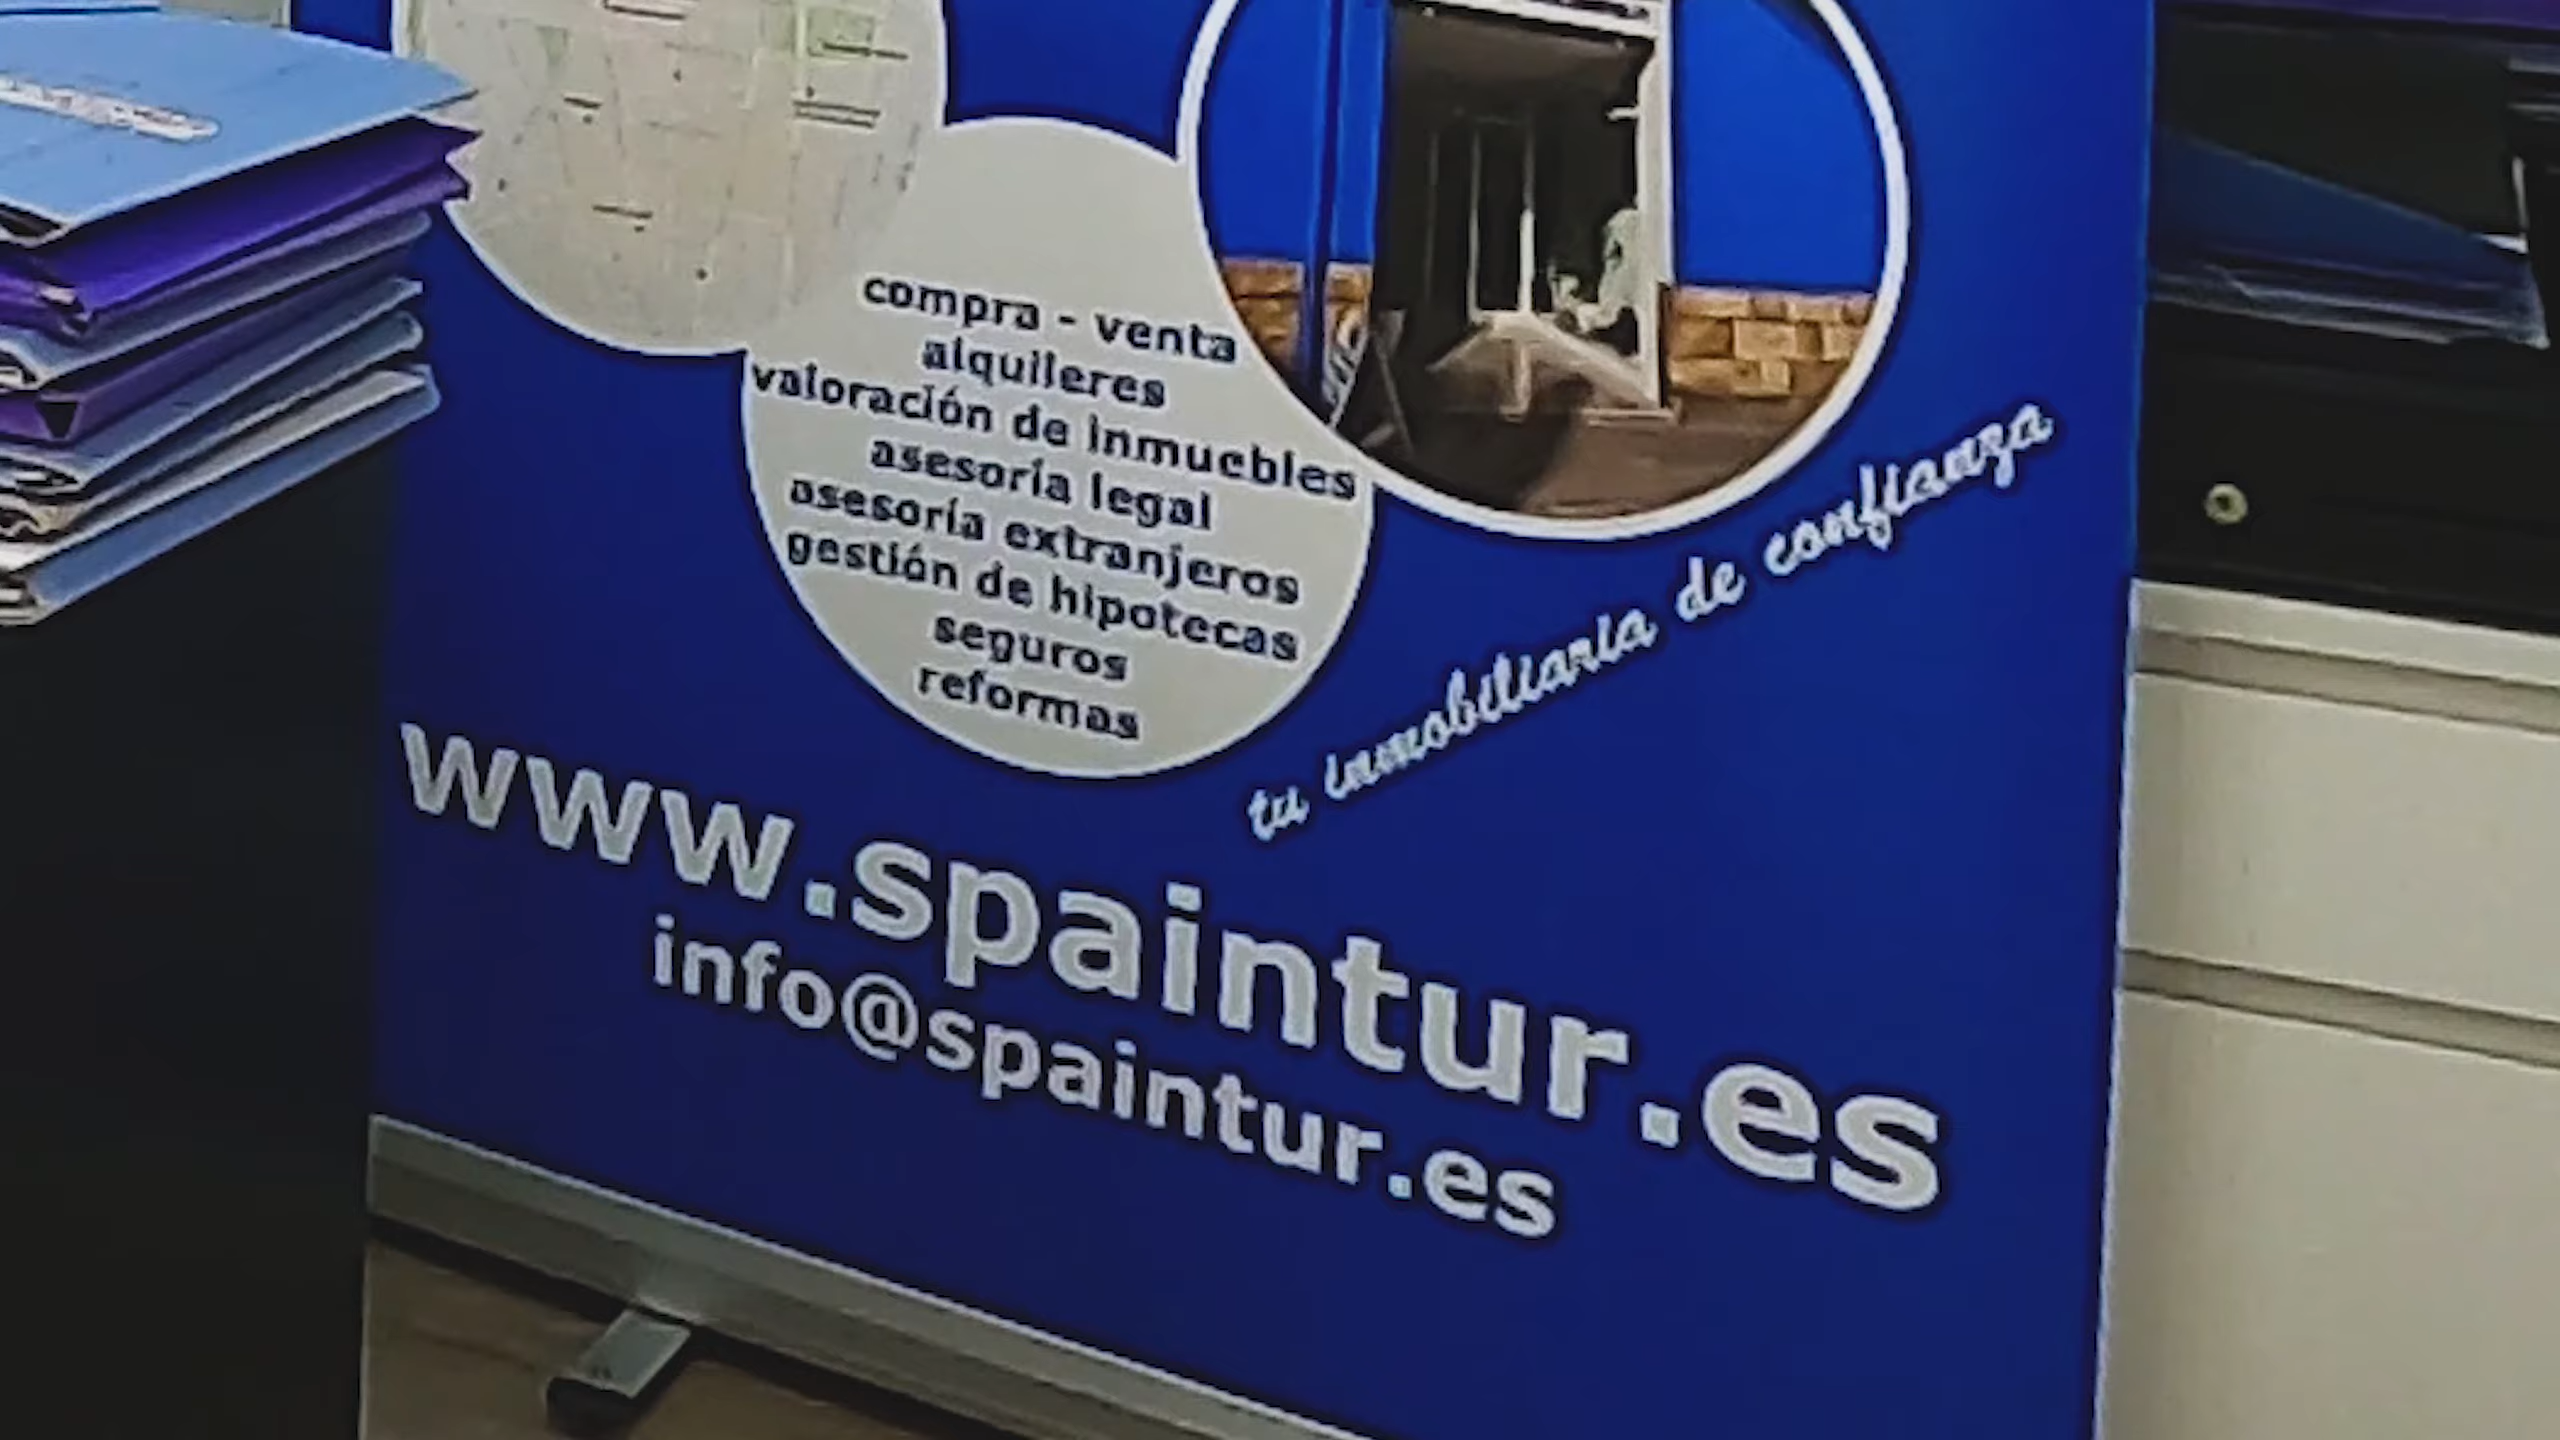 compra - venta
alquileres
valoración de inmuebles
asesoría legal
asesoría extranjeros
gestión de hipotecas
seguros
reformas
tu inmobiliaria de confianza
www.spaintur.es
info@spaintur.es